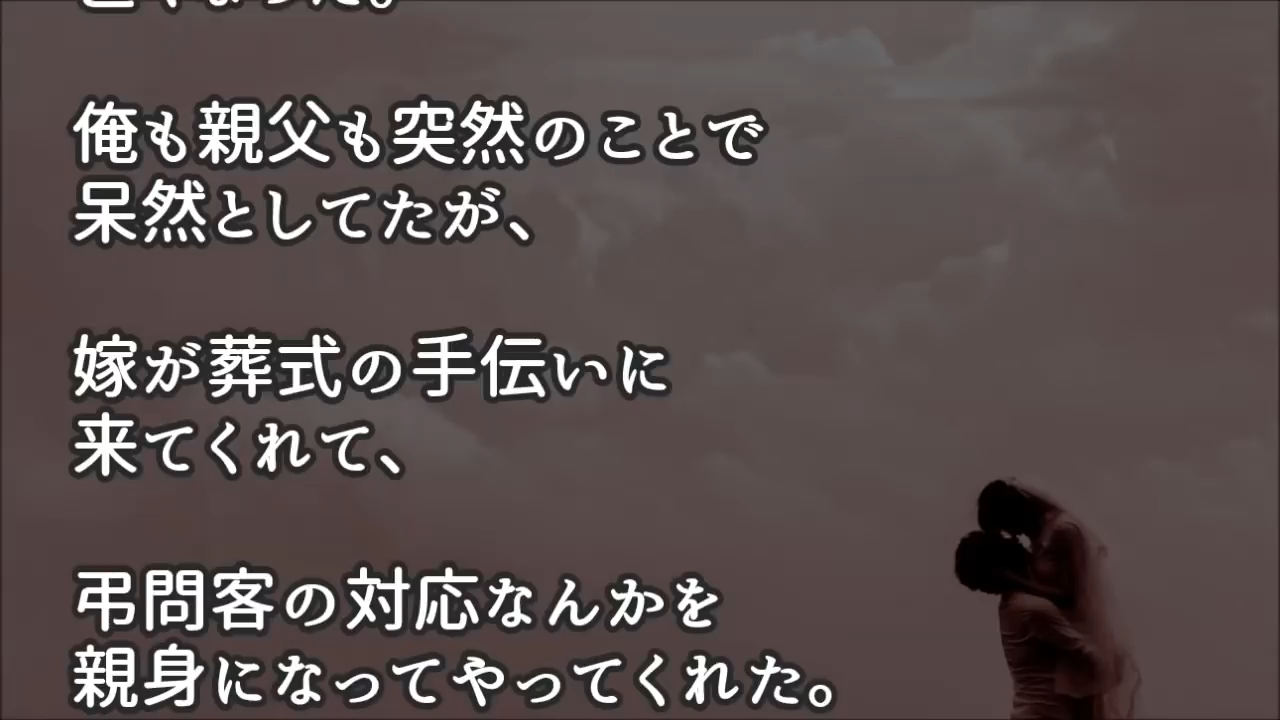 俺も親父も突然のことで
呆然としてたが、
嫁が葬式の手伝いに
来てくれて、
弔問客の対応なんかを
親身になってやってくれた。